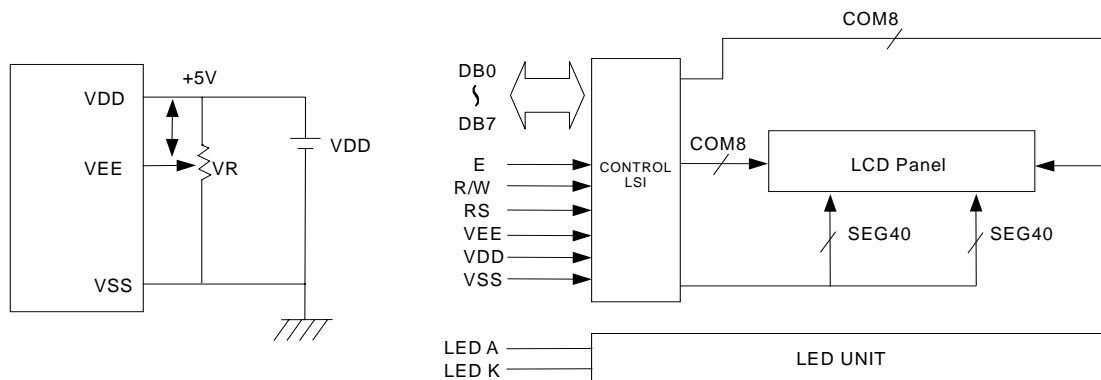 +5V
VDD
VEE
VR
VDD
VSS
COM8
DB0
DB7
E
R/W
RS
VEE
VDD
VSS
CONTROL
LSI
COM8
LCD Panel
SEG40
SEG40
LED A
LED K
LED UNIT